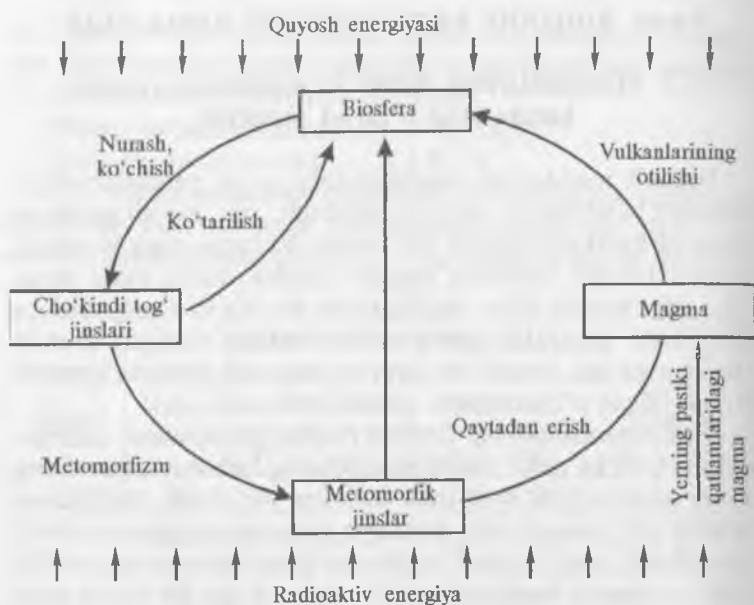 Quyosh energiyasi
Biosfera
Nurash,
ko‘chish
Vulkanlarining
otilishi
Ko‘tarilish
Cho‘kindi tog‘
jinslari
Magma
Qaytadan erish
Metomorfizm
Metomorfik
jinslar
Yerning pastki
qatlanlaridagi
magma
Radioaktiv energiya